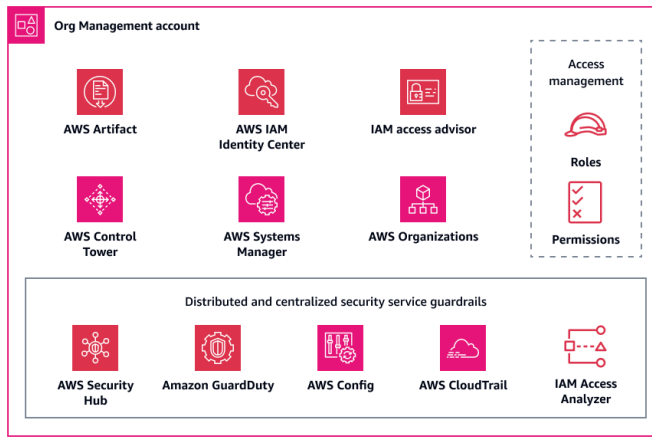 Org Management account
Access
management
AWS Artifact
AWS IAM
Identity Center
IAM access advisor
Roles
AWS Control
Tower
AWS Systems
Manager
AWS Organizations
Permissions
Distributed and centralized security service guardrails
AWS Security
Hub
Amazon GuardDuty
AWS Config
AWS CloudTrail
IAM Access
Analyzer